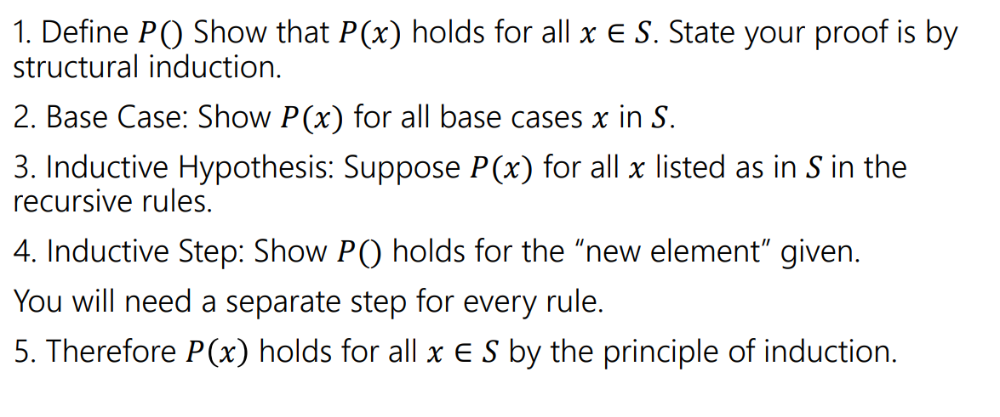 1. Define P() Show that P(x) holds for all x ∈ S. State your proof is by
structural induction.
2. Base Case: Show P(x) for all base cases x in S.
3. Inductive Hypothesis: Suppose P(x) for all x listed as in S in the
recursive rules.
4. Inductive Step: Show P() holds for the “new element” given.
You will need a separate step for every rule.
5. Therefore P(x) holds for all x ∈ S by the principle of induction.